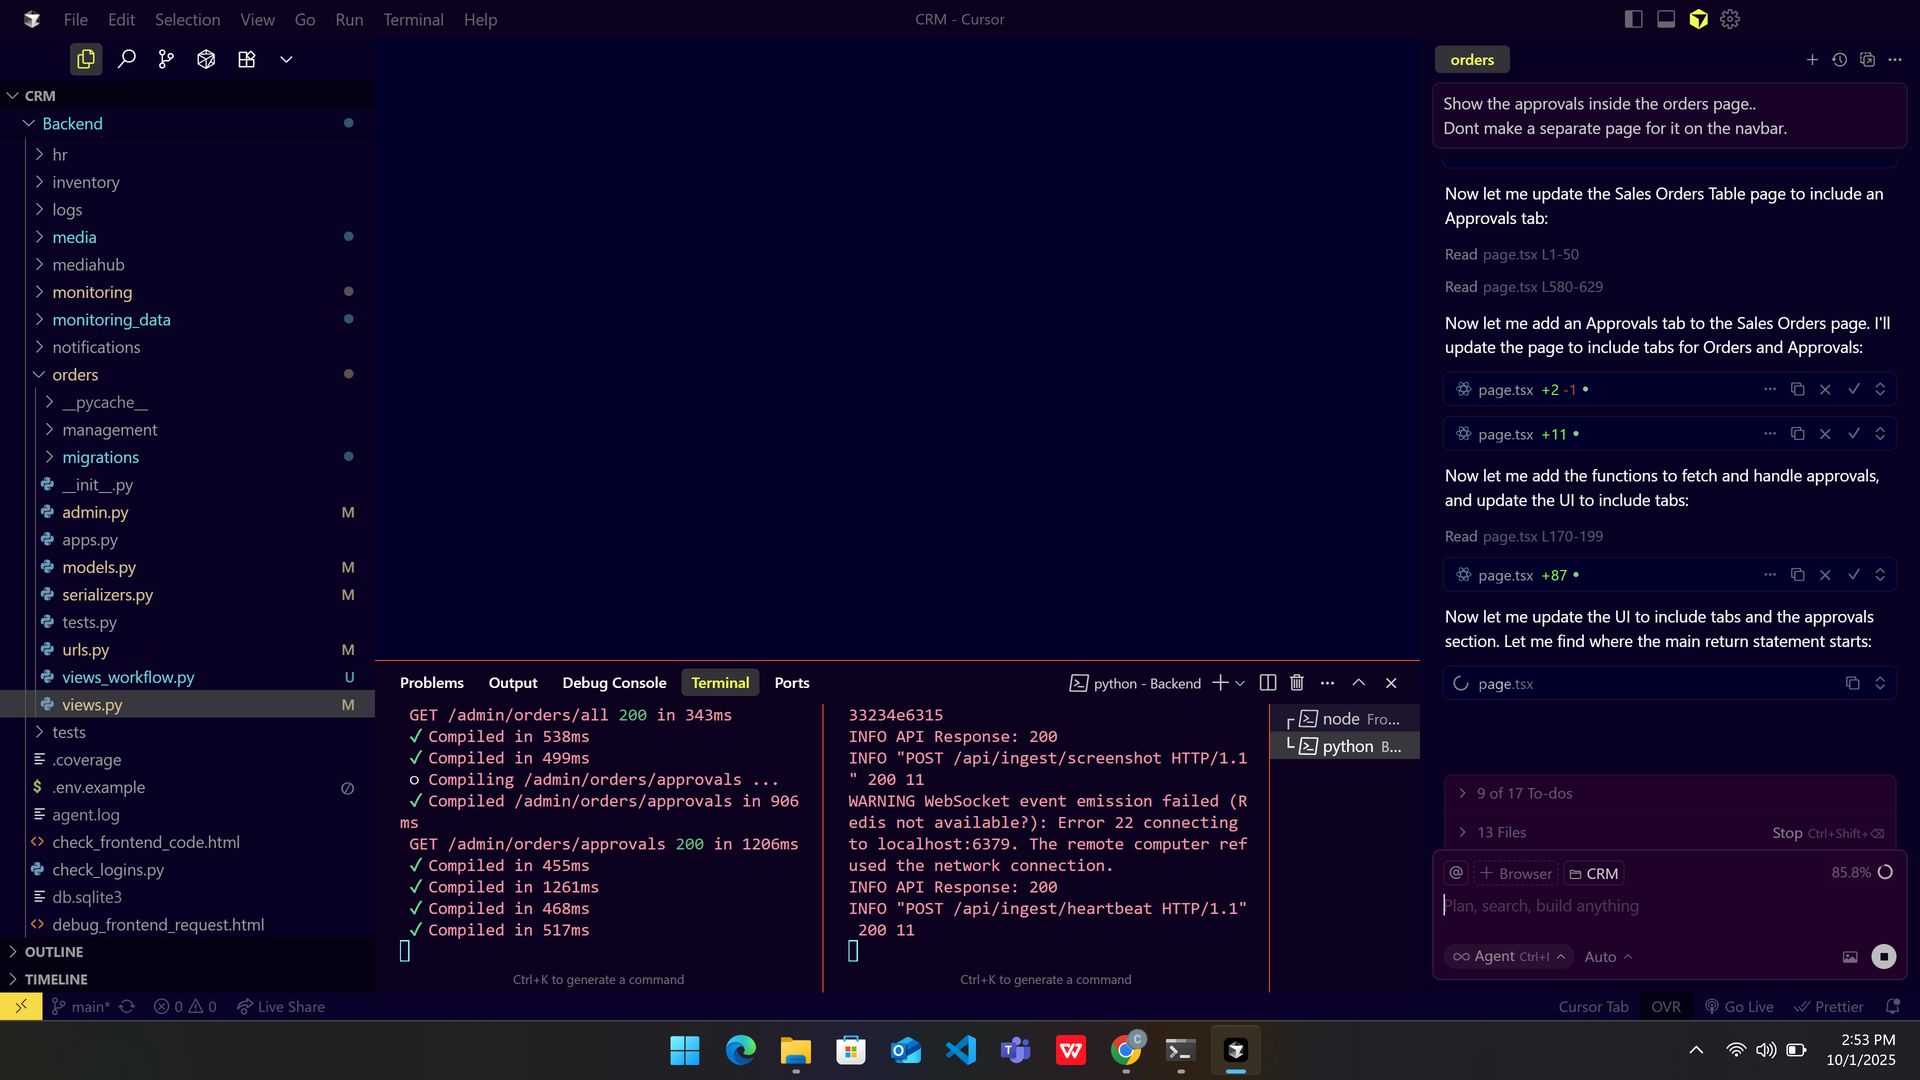 File Edit Selection View Go Run Terminal Help
CRM - Cursor
CRM
Backend
hr
inventory
logs
media
mediahub
monitoring
monitoring_data
notifications
orders
__pycache__
management
migrations
__init__.py
admin.py M
apps.py
models.py M
serializers.py M
tests.py
urls.py M
views_workflow.py U
views.py M
tests
.coverage
$ .env.example
agent.log
check_frontend_code.html
check_logins.py
db.sqlite3
debug_frontend_request.html
OUTLINE
TIMELINE
Problems Output Debug Console Terminal Ports
python - Backend
GET /admin/orders/all 200 in 343ms
✓ Compiled in 538ms
✓ Compiled in 499ms
○ Compiling /admin/orders/approvals ...
✓ Compiled /admin/orders/approvals in 906
ms
GET /admin/orders/approvals 200 in 1206ms
✓ Compiled in 455ms
✓ Compiled in 1261ms
✓ Compiled in 468ms
✓ Compiled in 517ms
Ctrl+K to generate a command
33234e6315
INFO API Response: 200
INFO "POST /api/ingest/screenshot HTTP/1.1
" 200 11
WARNING WebSocket event emission failed (R
edis not available?): Error 22 connecting
to localhost:6379. The remote computer ref
used the network connection.
INFO API Response: 200
INFO "POST /api/ingest/heartbeat HTTP/1.1"
200 11
Ctrl+K to generate a command
node Fro...
python B...
orders
Show the approvals inside the orders page..
Dont make a separate page for it on the navbar.
Now let me update the Sales Orders Table page to include an
Approvals tab:
Read page.tsx L1-50
Read page.tsx L580-629
Now let me add an Approvals tab to the Sales Orders page. I'll
update the page to include tabs for Orders and Approvals:
page.tsx +2 -1 •
page.tsx +11 •
Now let me add the functions to fetch and handle approvals,
and update the UI to include tabs:
Read page.tsx L170-199
page.tsx +87 •
Now let me update the UI to include tabs and the approvals
section. Let me find where the main return statement starts:
page.tsx
9 of 17 To-dos
13 Files Stop Ctrl+Shift+⌫
@ + Browser CRM 85.8%
Plan, search, build anything
Agent Ctrl+I Auto
main* 0 0 Live Share
Cursor Tab OVR Go Live Prettier
C
2:53 PM
10/1/2025